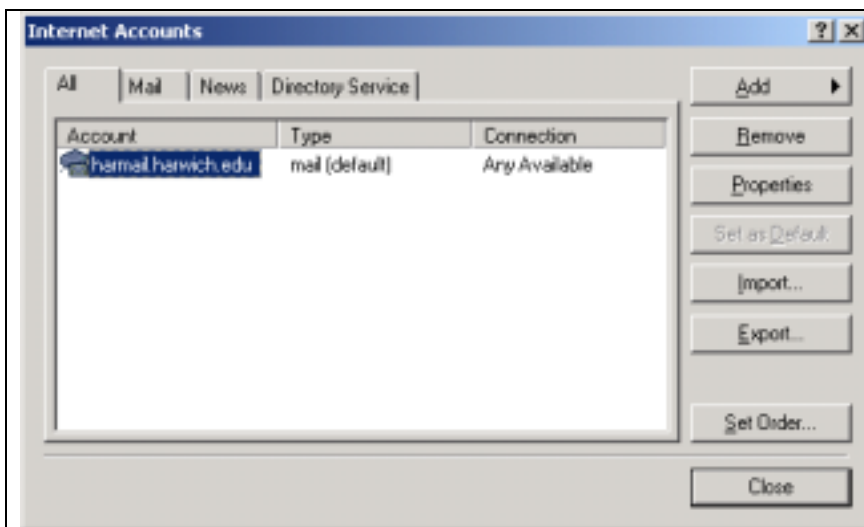 Internet Accounts
All Mail News Directory Service
Add
Account Type Connection
Remove
harmail.harwich.edu mail (default) Any Available
Properties
Set as Default
Import...
Export...
Set Order...
Close